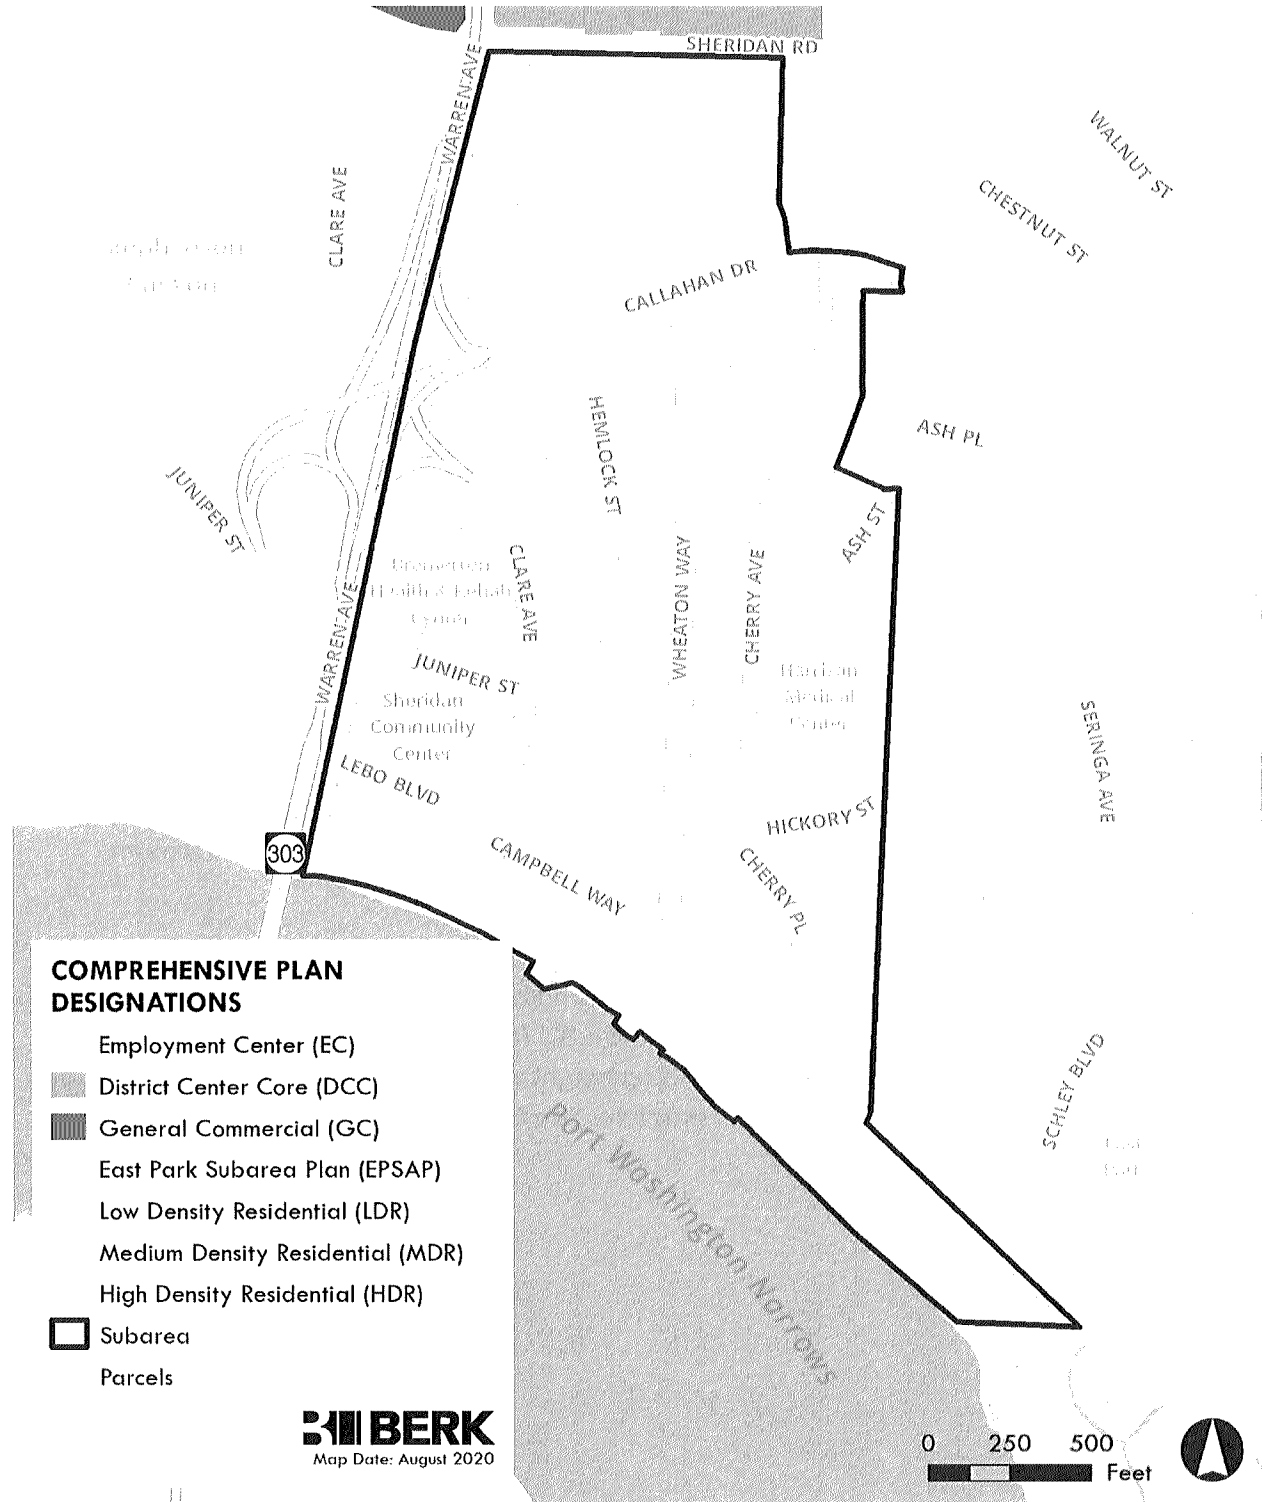 SHERIDAN RD
WARREN AVE
WALNUT ST
CHESTNUT ST
CLARE AVE
CALLAHAN DR
HEMLOCK ST
ASH PL
JUNIPER ST
ASH ST
CLARE AVE
WHEATON WAY
CHERRY AVE
WARREN AVE
JUNIPER ST
Harrison
Medical
Center
Sheridan
Community
Center
SERINGA AVE
LEBO BLVD
HICKORY ST
303
CAMPBELL WAY
CHERRY PL
COMPREHENSIVE PLAN
DESIGNATIONS
Employment Center (EC)
District Center Core (DCC)
General Commercial (GC)
East Park Subarea Plan (EPSAP)
Low Density Residential (LDR)
Medium Density Residential (MDR)
High Density Residential (HDR)
Subarea
Parcels
SCHLEY BLVD
Port Washington Narrows
BERK
Map Date: August 2020
0 250 500
Feet